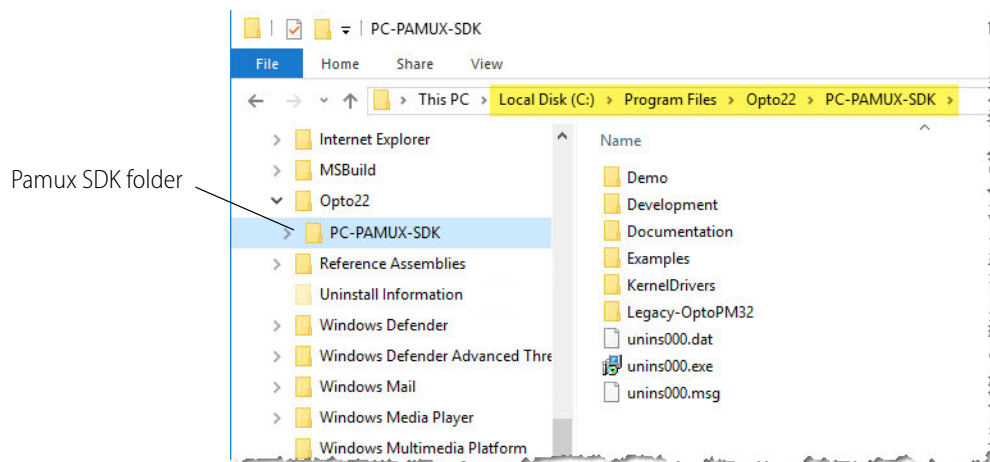 PC-PAMUX-SDK
File Home Share View
This PC > Local Disk (C:) > Program Files > Opto22 > PC-PAMUX-SDK >
Pamux SDK folder
Internet Explorer
MSBuild
Opto22
PC-PAMUX-SDK
Reference Assemblies
Uninstall Information
Windows Defender
Windows Defender Advanced Thre
Windows Mail
Windows Media Player
Windows Multimedia Platform
Name
Demo
Development
Documentation
Examples
KernelDrivers
Legacy-OptoPM32
unins000.dat
unins000.exe
unins000.msg